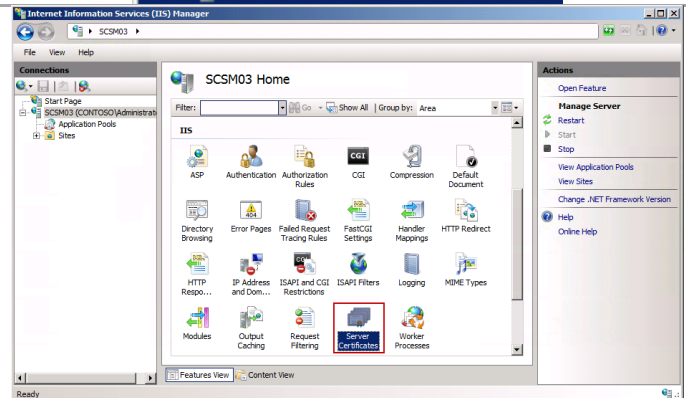 Internet Information Services (IIS) Manager
SCSM03
File View Help
Connections
Start Page
SCSM03 (CONTOSO\Administrat
Application Pools
Sites
SCSM03 Home
Filter: Go Show All Group by: Area
IIS
ASP Authentication Authorization Rules CGI Compression Default Document
Directory Browsing Error Pages Failed Request Tracing Rules FastCGI Settings Handler Mappings HTTP Redirect
HTTP Respo... IP Address and Dom... ISAPI and CGI Restrictions ISAPI Filters Logging MIME Types
Modules Output Caching Request Filtering Server Certificates Worker Processes
Features View Content View
Actions
Open Feature
Manage Server
Restart
Start
Stop
View Application Pools
View Sites
Change .NET Framework Version
Help
Online Help
Ready